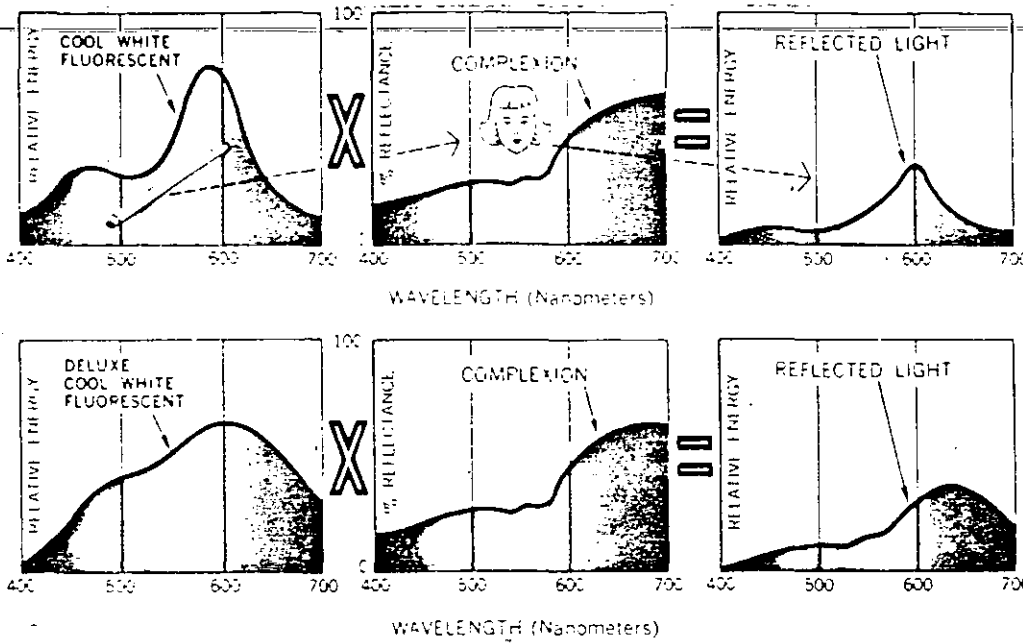 100
RELATIVE ENERGY
COOL WHITE
FLUORESCENT
X
% REFLECTANCE
COMPLEXION
=
RELATIVE ENERGY
REFLECTED LIGHT
400 500 600 700
400 500 600 700
400 500 600 700
WAVELENGTH (Nanometers)
100
RELATIVE ENERGY
DELUXE
COOL WHITE
FLUORESCENT
X
% REFLECTANCE
COMPLEXION
=
RELATIVE ENERGY
REFLECTED LIGHT
0
400 500 600 700
400 500 600 700
400 500 600 700
WAVELENGTH (Nanometers)